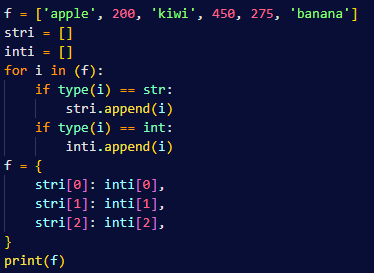 f = ['apple', 200, 'kiwi', 450, 275, 'banana']
stri = []
inti = []
for i in (f):
    if type(i) == str:
        stri.append(i)
    if type(i) == int:
        inti.append(i)
f = {
    stri[0]: inti[0],
    stri[1]: inti[1],
    stri[2]: inti[2],
}
print(f)